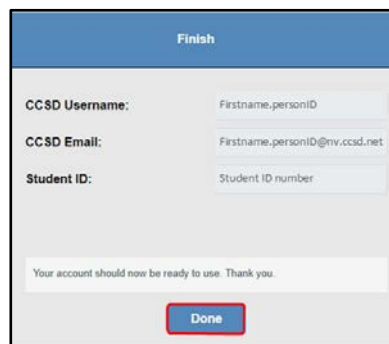 Finish
CCSD Username: Firstname.personID
CCSD Email: Firstname.personID@nv.ccsd.net
Student ID: Student ID number
Your account should now be ready to use. Thank you.
Done